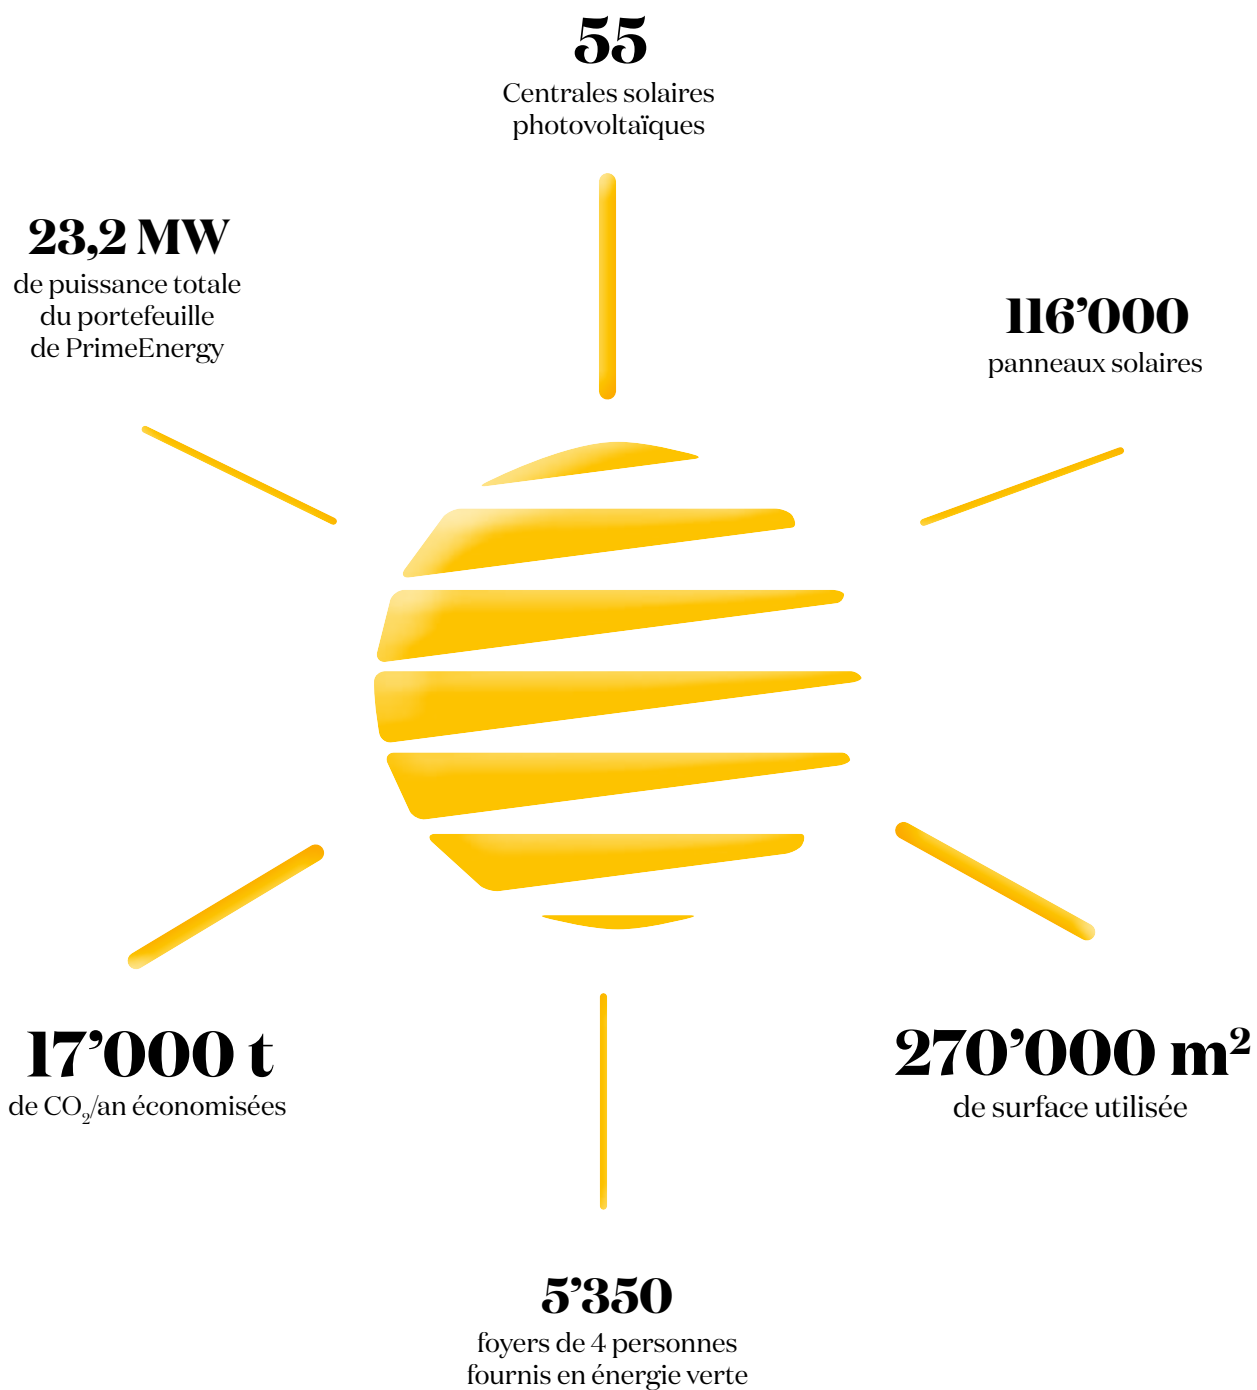 55
Centrales solaires
photovoltaïques
23,2 MW
de puissance totale
du portefeuille
de PrimeEnergy
116’000
panneaux solaires
17’000 t
de CO₂/an économisées
270’000 m²
de surface utilisée
5’350
foyers de 4 personnes
fournis en énergie verte